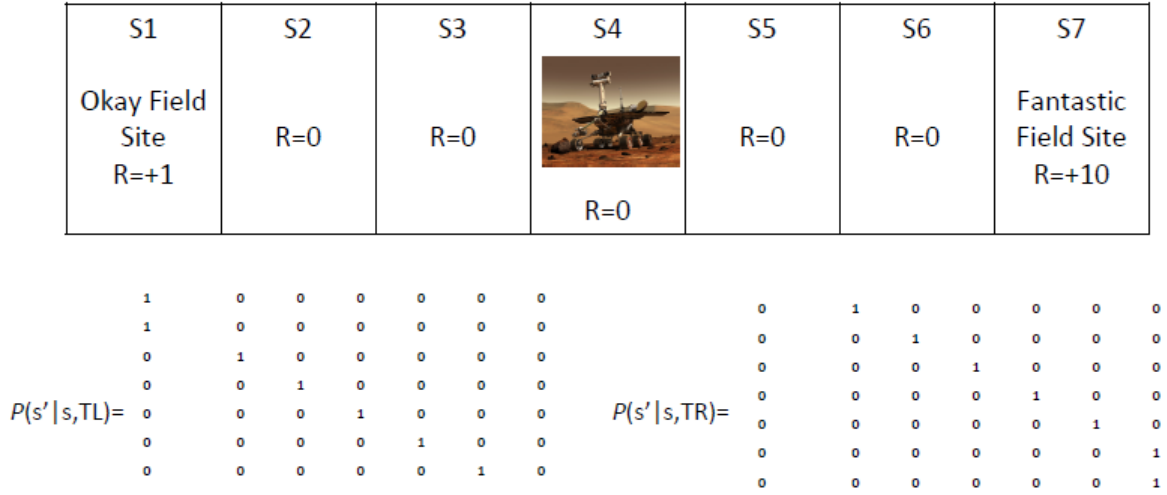 S1 S2 S3 S4 S5 S6 S7
Okay Field Site R=+1
R=0
R=0
R=0
R=0
R=0
Fantastic Field Site R=+10
P(s'|s,TL)=
1 0 0 0 0 0 0
1 0 0 0 0 0 0
0 1 0 0 0 0 0
0 0 1 0 0 0 0
0 0 0 1 0 0 0
0 0 0 0 1 0 0
0 0 0 0 0 1 0
P(s'|s,TR)=
0 1 0 0 0 0 0
0 0 1 0 0 0 0
0 0 0 1 0 0 0
0 0 0 0 1 0 0
0 0 0 0 0 1 0
0 0 0 0 0 0 1
0 0 0 0 0 0 1